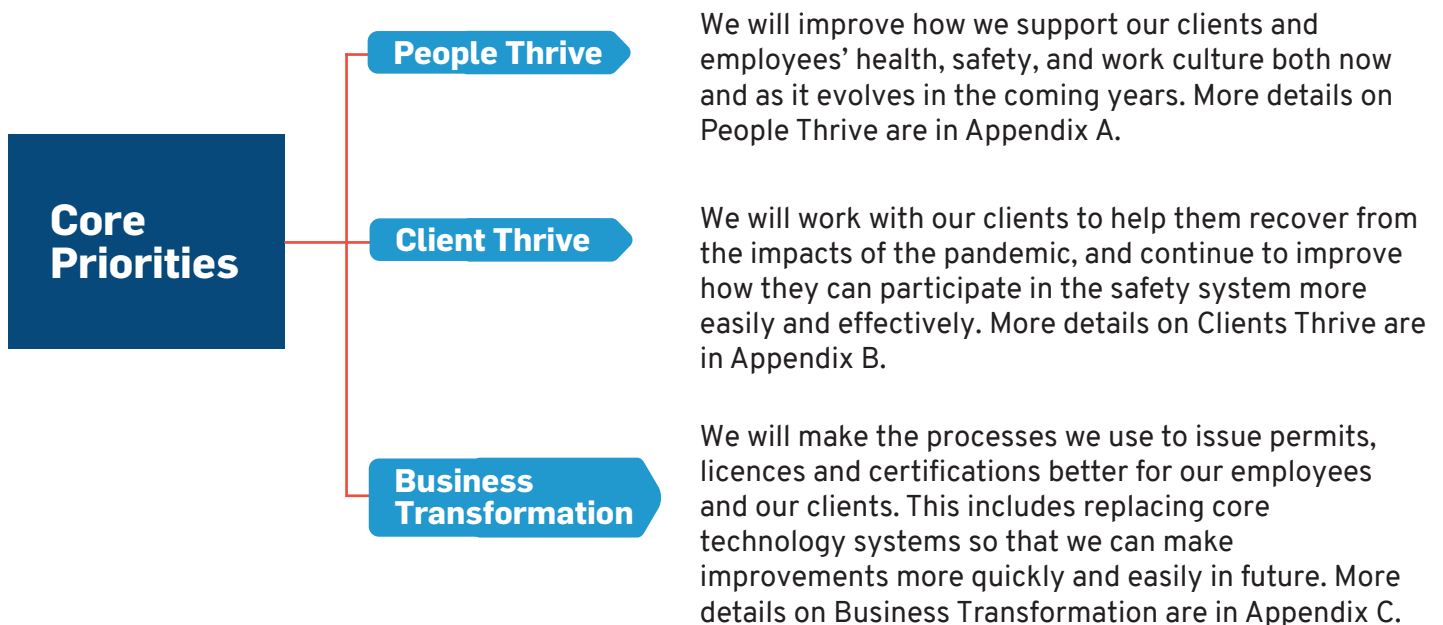 Core
Priorities
People Thrive
We will improve how we support our clients and
employees’ health, safety, and work culture both now
and as it evolves in the coming years. More details on
People Thrive are in Appendix A.
Client Thrive
We will work with our clients to help them recover from
the impacts of the pandemic, and continue to improve
how they can participate in the safety system more
easily and effectively. More details on Clients Thrive are
in Appendix B.
Business
Transformation
We will make the processes we use to issue permits,
licences and certifications better for our employees
and our clients. This includes replacing core
technology systems so that we can make
improvements more quickly and easily in future. More
details on Business Transformation are in Appendix C.